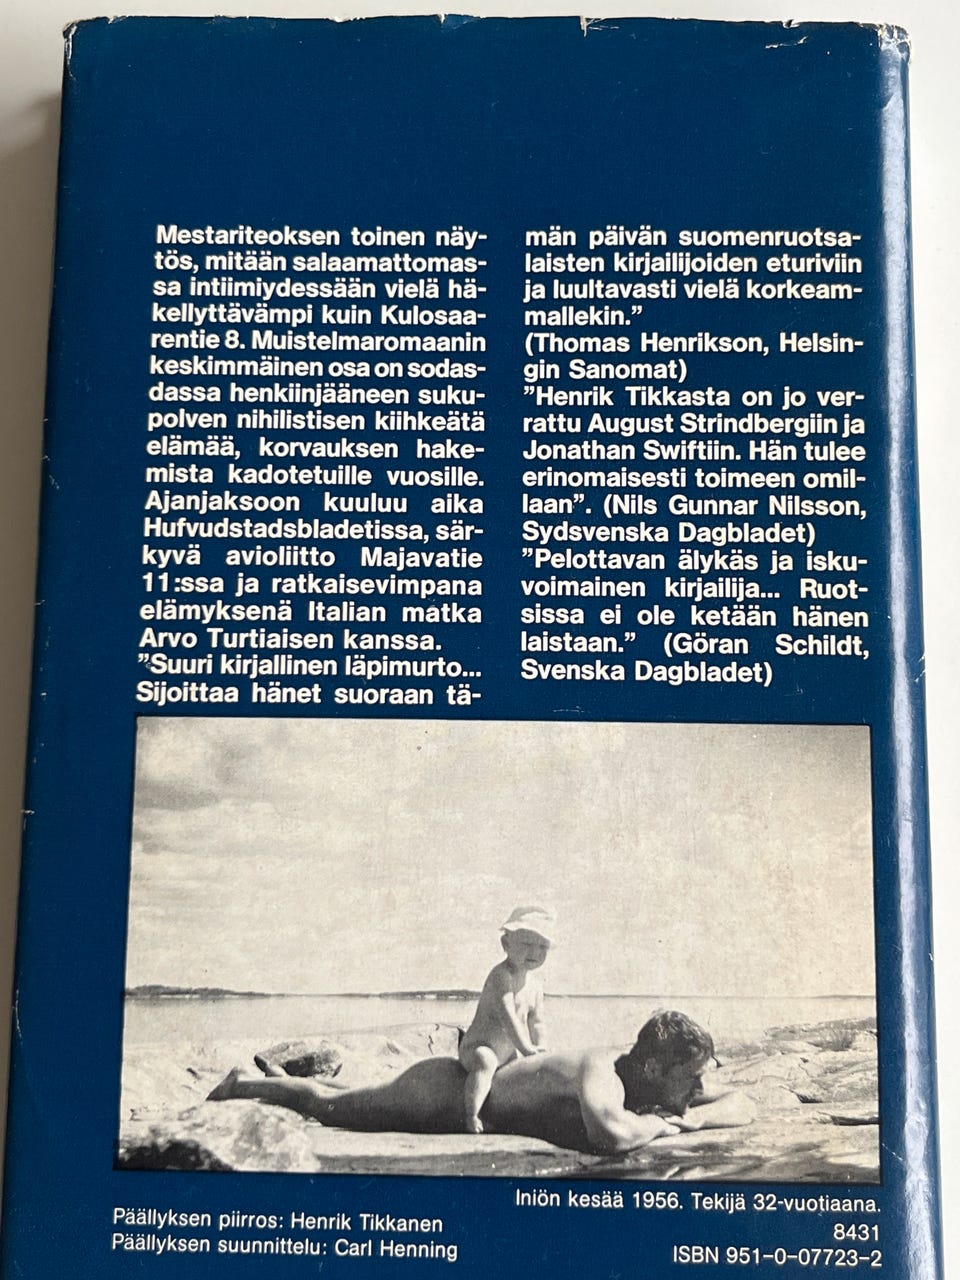 Mestariteoksen toinen näy-
tös, mitään salaamattomas-
sa intiimiydessään vielä hä-
kellyttävämpi kuin Kulosaa-
rentie 8. Muistelmaromaanin
keskimmäinen osa on sodas-
dassa henkiinjääneen suku-
polven nihilistisen kiihkeätä
elämää, korvauksen hake-
mista kadotetuille vuosille.
Ajanjaksoon kuuluu aika
Hufvudstadsbladetissa, sär-
kyvä avioliitto Majavatie
11:ssa ja ratkaisevimpana
elämyksenä Italian matka
Arvo Turtiaisen kanssa.
”Suuri kirjallinen läpimurto...
Sijoittaa hänet suoraan tä-
män päivän suomenruotsa-
laisten kirjailijoiden eturiviin
ja luultavasti vielä korkeam-
mallekin.”
(Thomas Henrikson, Helsin-
gin Sanomat)
”Henrik Tikkasta on jo ver-
rattu August Strindbergiin ja
Jonathan Swiftiin. Hän tulee
erinomaisesti toimeen omil-
laan”. (Nils Gunnar Nilsson,
Sydsvenska Dagbladet)
”Pelottavan älykäs ja isku-
voimainen kirjailija... Ruot-
sissa ei ole ketään hänen
laistaan.” (Göran Schildt,
Svenska Dagbladet)
Iniön kesää 1956. Tekijä 32-vuotiaana.
Päällyksen piirros: Henrik Tikkanen
Päällyksen suunnittelu: Carl Henning
8431
ISBN 951-0-07723-2